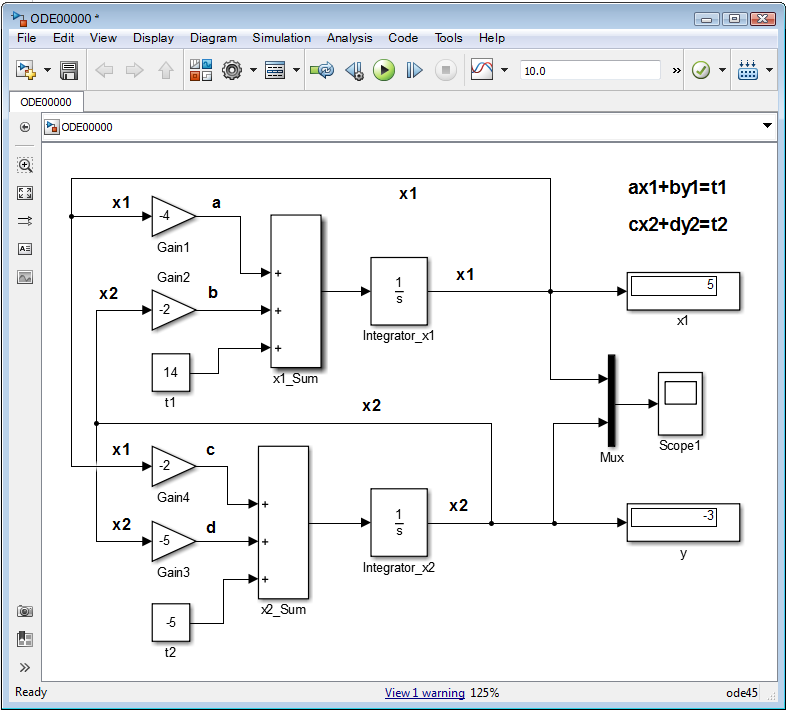 ODE00000 *
File Edit View Display Diagram Simulation Analysis Code Tools Help
10.0 »
ODE00000
ODE00000
ax1+by1=t1
cx2+dy2=t2
x1
x1
-4
a
Gain1
Gain2
x2
-2
b
14
t1
+
+
+
x1_Sum
1
s
Integrator_x1
x1
5
x1
x2
Mux
Scope1
x1
-2
c
Gain4
x2
-5
d
Gain3
-5
t2
+
+
+
x2_Sum
1
s
Integrator_x2
x2
-3
y
Ready View 1 warning 125% ode45